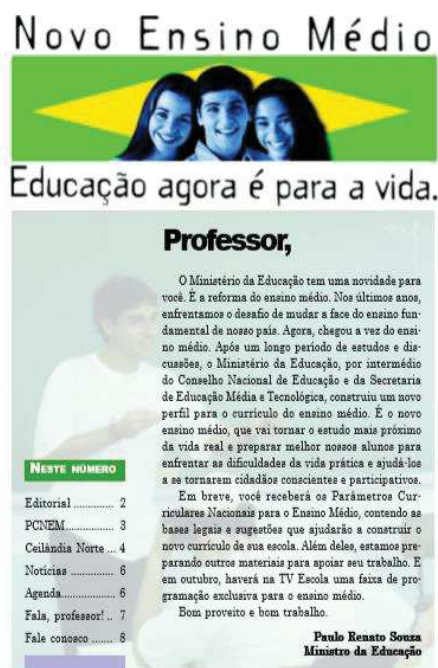 Novo Ensino Médio
Educação agora é para a vida.
Professor,
O Ministério da Educação tem uma novidade para
você. É a reforma do ensino médio. Nos últimos anos,
enfrentamos o desafio de mudar a face do ensino fun-
damental de nosso país. Agora, chegou a vez do ensi-
no médio. Após um longo período de estudos e dis-
cussões, o Ministério da Educação, por intermédio
do Conselho Nacional de Educação e da Secretaria
de Educação Média e Tecnológica, construiu um novo
perfil para o currículo do ensino médio. É o novo
ensino médio, que vai tornar o estudo mais próximo
da vida real e preparar melhor nossos alunos para
enfrentar as dificuldades da vida prática e ajudá-los
a se tornarem cidadãos conscientes e participativos.
Em breve, você receberá os Parâmetros Cur-
riculares Nacionais para o Ensino Médio, contendo as
bases legais e sugestões que ajudarão a construir o
novo currículo de sua escola. Além deles, estamos pre-
parando outros materiais para apoiar seu trabalho. E
em outubro, haverá na TV Escola uma faixa de pro-
gramação exclusiva para o ensino médio.
Bom proveito e bom trabalho.
Paulo Renato Souza
Ministro da Educação
NESTE NÚMERO
Editorial ............. 2
PCNEM................ 3
Ceilândia Norte ... 4
Notícias .............. 6
Agenda................ 6
Fala, professor! .. 7
Fale conosco ....... 8